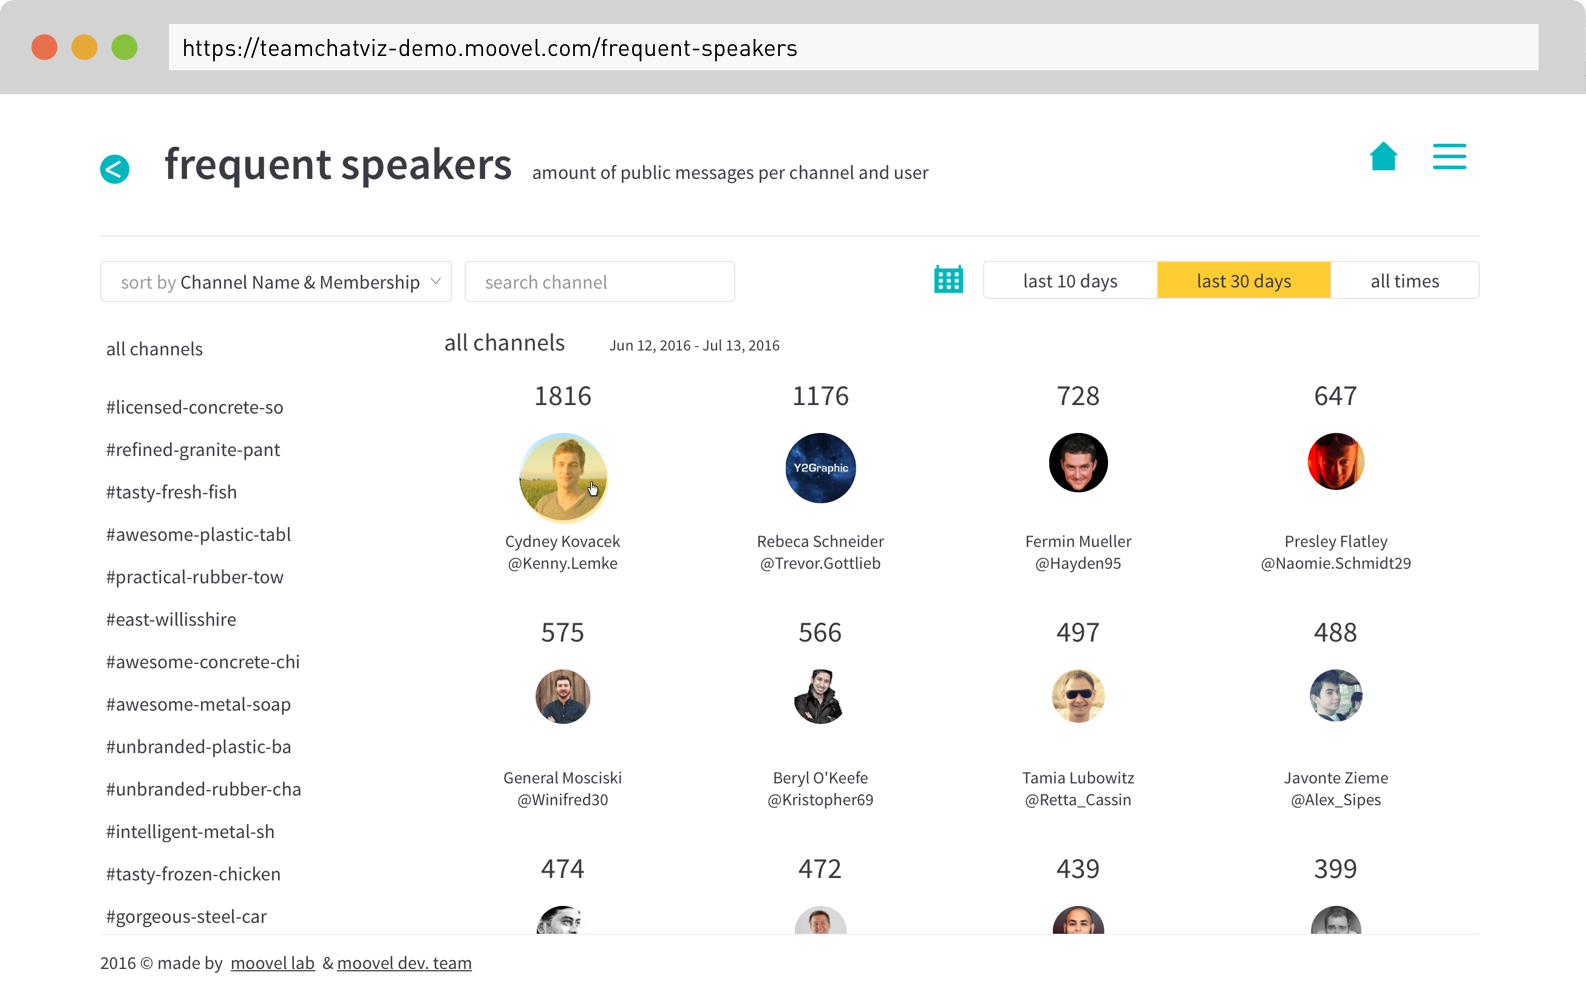 https://teamchatviz-demo.moovel.com/frequent-speakers
frequent speakers amount of public messages per channel and user
sort by Channel Name & Membership
search channel
last 10 days
last 30 days
all times
all channels
#licensed-concrete-so
#refined-granite-pant
#tasty-fresh-fish
#awesome-plastic-tabl
#practical-rubber-tow
#east-willisshire
#awesome-concrete-chi
#awesome-metal-soap
#unbranded-plastic-ba
#unbranded-rubber-cha
#intelligent-metal-sh
#tasty-frozen-chicken
#gorgeous-steel-car
all channels Jun 12, 2016 - Jul 13, 2016
1816
Cydney Kovacek
@Kenny.Lemke
1176
Y2Graphic
Rebeca Schneider
@Trevor.Gottlieb
728
Fermin Mueller
@Hayden95
647
Presley Flatley
@Naomie.Schmidt29
575
General Mosciski
@Winifred30
566
Beryl O'Keefe
@Kristopher69
497
Tamia Lubowitz
@Retta_Cassin
488
Javonte Zieme
@Alex_Sipes
474
472
439
399
2016 © made by moovel lab & moovel dev. team